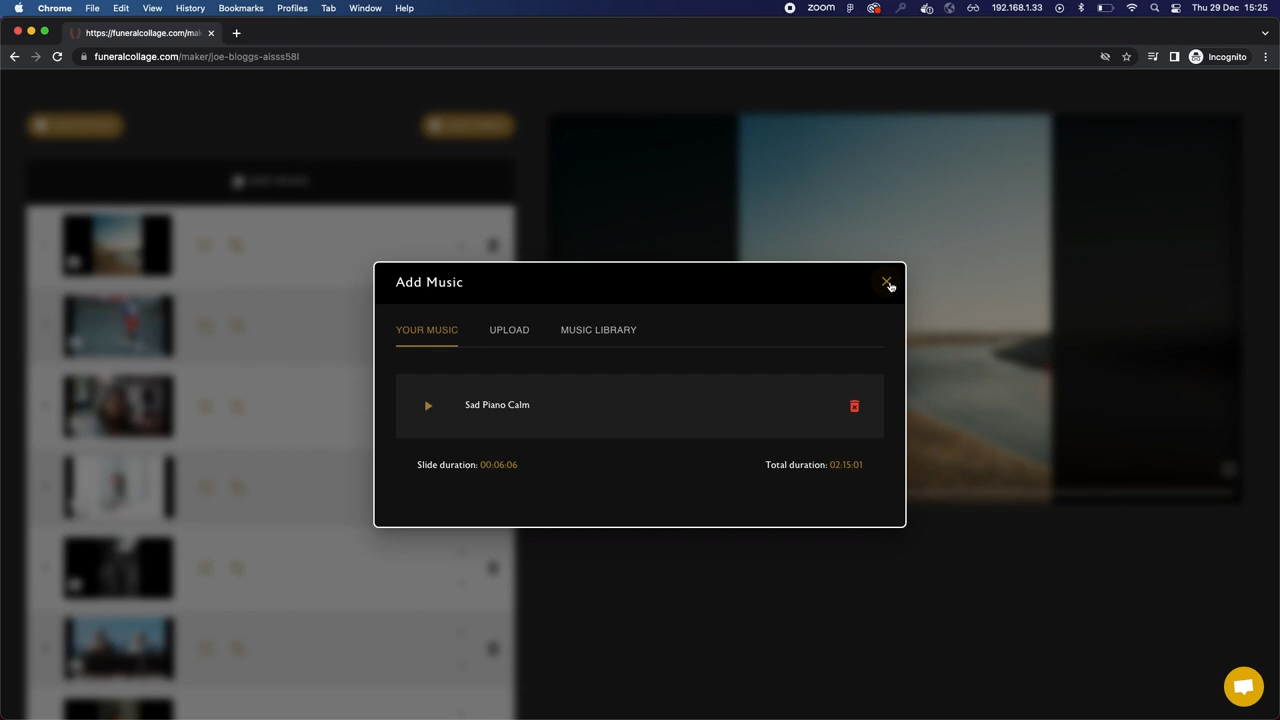 Chrome File Edit View History Bookmarks Profiles Tab Window Help zoom 192.168.1.33 Thu 29 Dec 15:25
https://funeralcollage.com/mak
funeralcollage.com/maker/joe-bloggs-aisss58l Incognito
Add Music
YOUR MUSIC UPLOAD MUSIC LIBRARY
Sad Piano Calm
Slide duration: 00:06:06 Total duration: 02:15:01